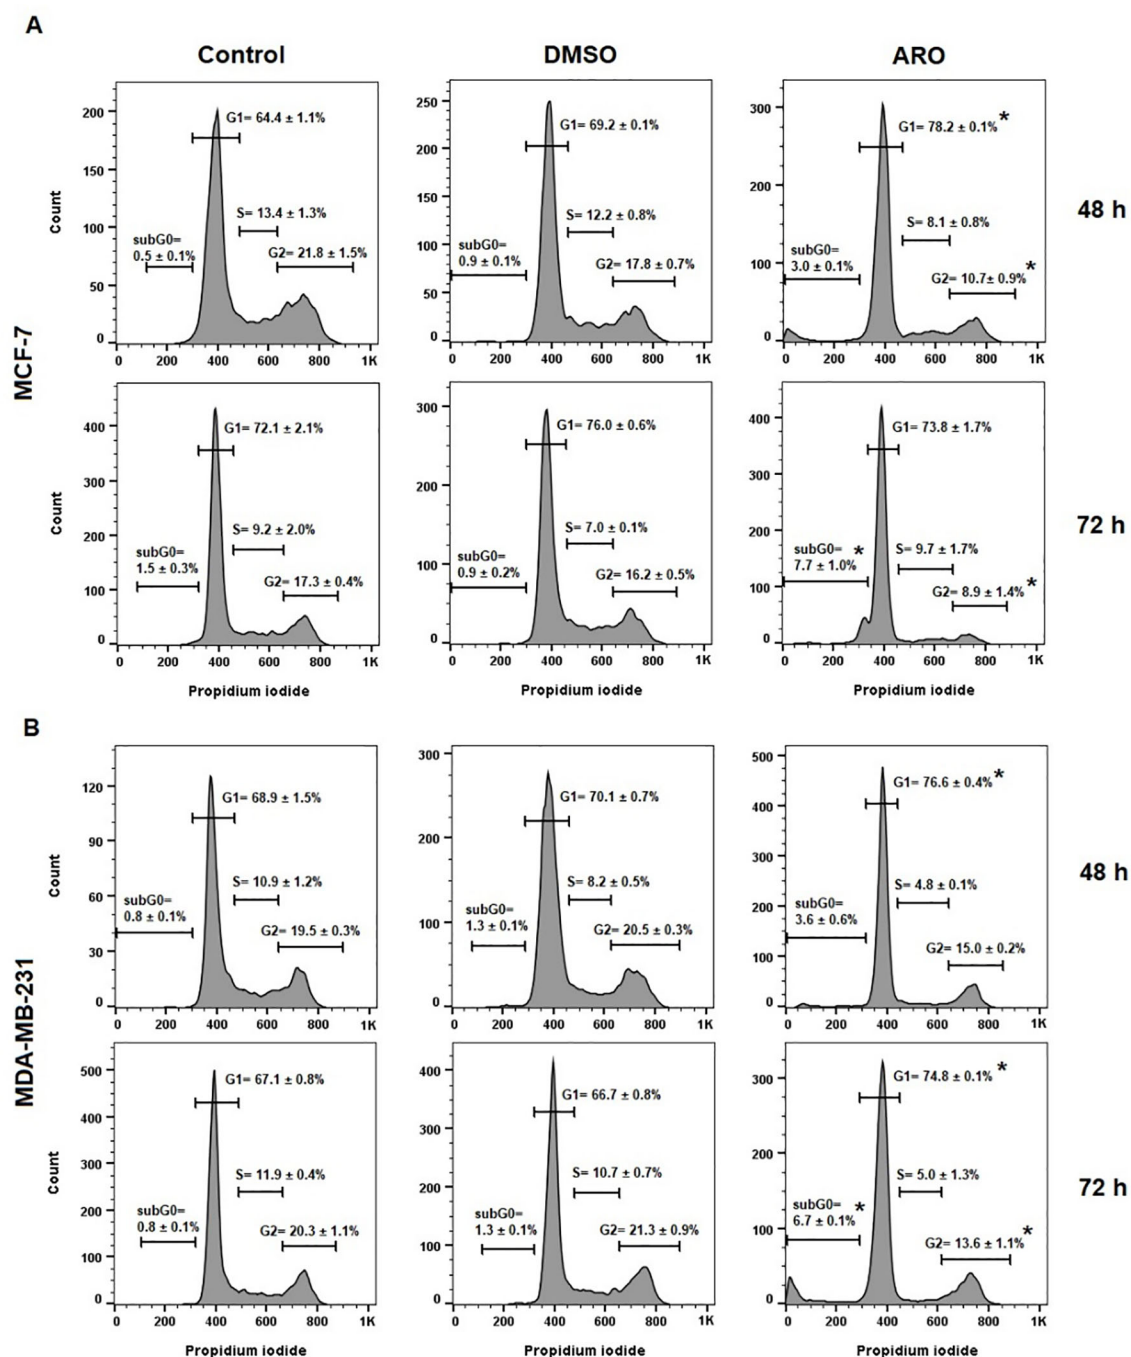 A
Control DMSO ARO
MCF-7
48 h
Count
200
150
100
50
0
G1= 64.4 ± 1.1%
S= 13.4 ± 1.3%
subG0=
0.5 ± 0.1%
G2= 21.8 ± 1.5%
0 200 400 600 800 1K
250
200
150
100
50
0
G1= 69.2 ± 0.1%
S= 12.2 ± 0.8%
subG0=
0.9 ± 0.1%
G2= 17.8 ± 0.7%
0 200 400 600 800 1K
300
200
100
0
G1= 78.2 ± 0.1% *
S= 8.1 ± 0.8%
subG0=
3.0 ± 0.1%
G2= 10.7± 0.9% *
0 200 400 600 800 1K
72 h
Count
400
300
200
100
0
G1= 72.1 ± 2.1%
S= 9.2 ± 2.0%
subG0=
1.5 ± 0.3%
G2= 17.3 ± 0.4%
0 200 400 600 800 1K
Propidium iodide
300
200
100
0
G1= 76.0 ± 0.6%
S= 7.0 ± 0.1%
subG0=
0.9 ± 0.2%
G2= 16.2 ± 0.5%
0 200 400 600 800 1K
Propidium iodide
400
300
200
100
0
G1= 73.8 ± 1.7%
subG0= *
7.7 ± 1.0%
S= 9.7 ± 1.7%
G2= 8.9 ± 1.4% *
0 200 400 600 800 1K
Propidium iodide
B
MDA-MB-231
48 h
Count
120
90
60
30
0
G1= 68.9 ± 1.5%
S= 10.9 ± 1.2%
subG0=
0.8 ± 0.1%
G2= 19.5 ± 0.3%
0 200 400 600 800 1K
300
200
100
0
G1= 70.1 ± 0.7%
S= 8.2 ± 0.5%
subG0=
1.3 ± 0.1%
G2= 20.5 ± 0.3%
0 200 400 600 800 1K
500
400
300
200
100
0
G1= 76.6 ± 0.4% *
S= 4.8 ± 0.1%
subG0=
3.6 ± 0.6%
G2= 15.0 ± 0.2%
0 200 400 600 800 1K
72 h
Count
500
400
300
200
100
0
G1= 67.1 ± 0.8%
S= 11.9 ± 0.4%
subG0=
0.8 ± 0.1%
G2= 20.3 ± 1.1%
0 200 400 600 800 1K
Propidium iodide
400
300
200
100
0
G1= 66.7 ± 0.8%
S= 10.7 ± 0.7%
subG0=
1.3 ± 0.1%
G2= 21.3 ± 0.9%
0 200 400 600 800 1K
Propidium iodide
300
200
100
0
G1= 74.8 ± 0.1% *
S= 5.0 ± 1.3%
subG0= *
6.7 ± 0.1%
G2= 13.6 ± 1.1% *
0 200 400 600 800 1K
Propidium iodide